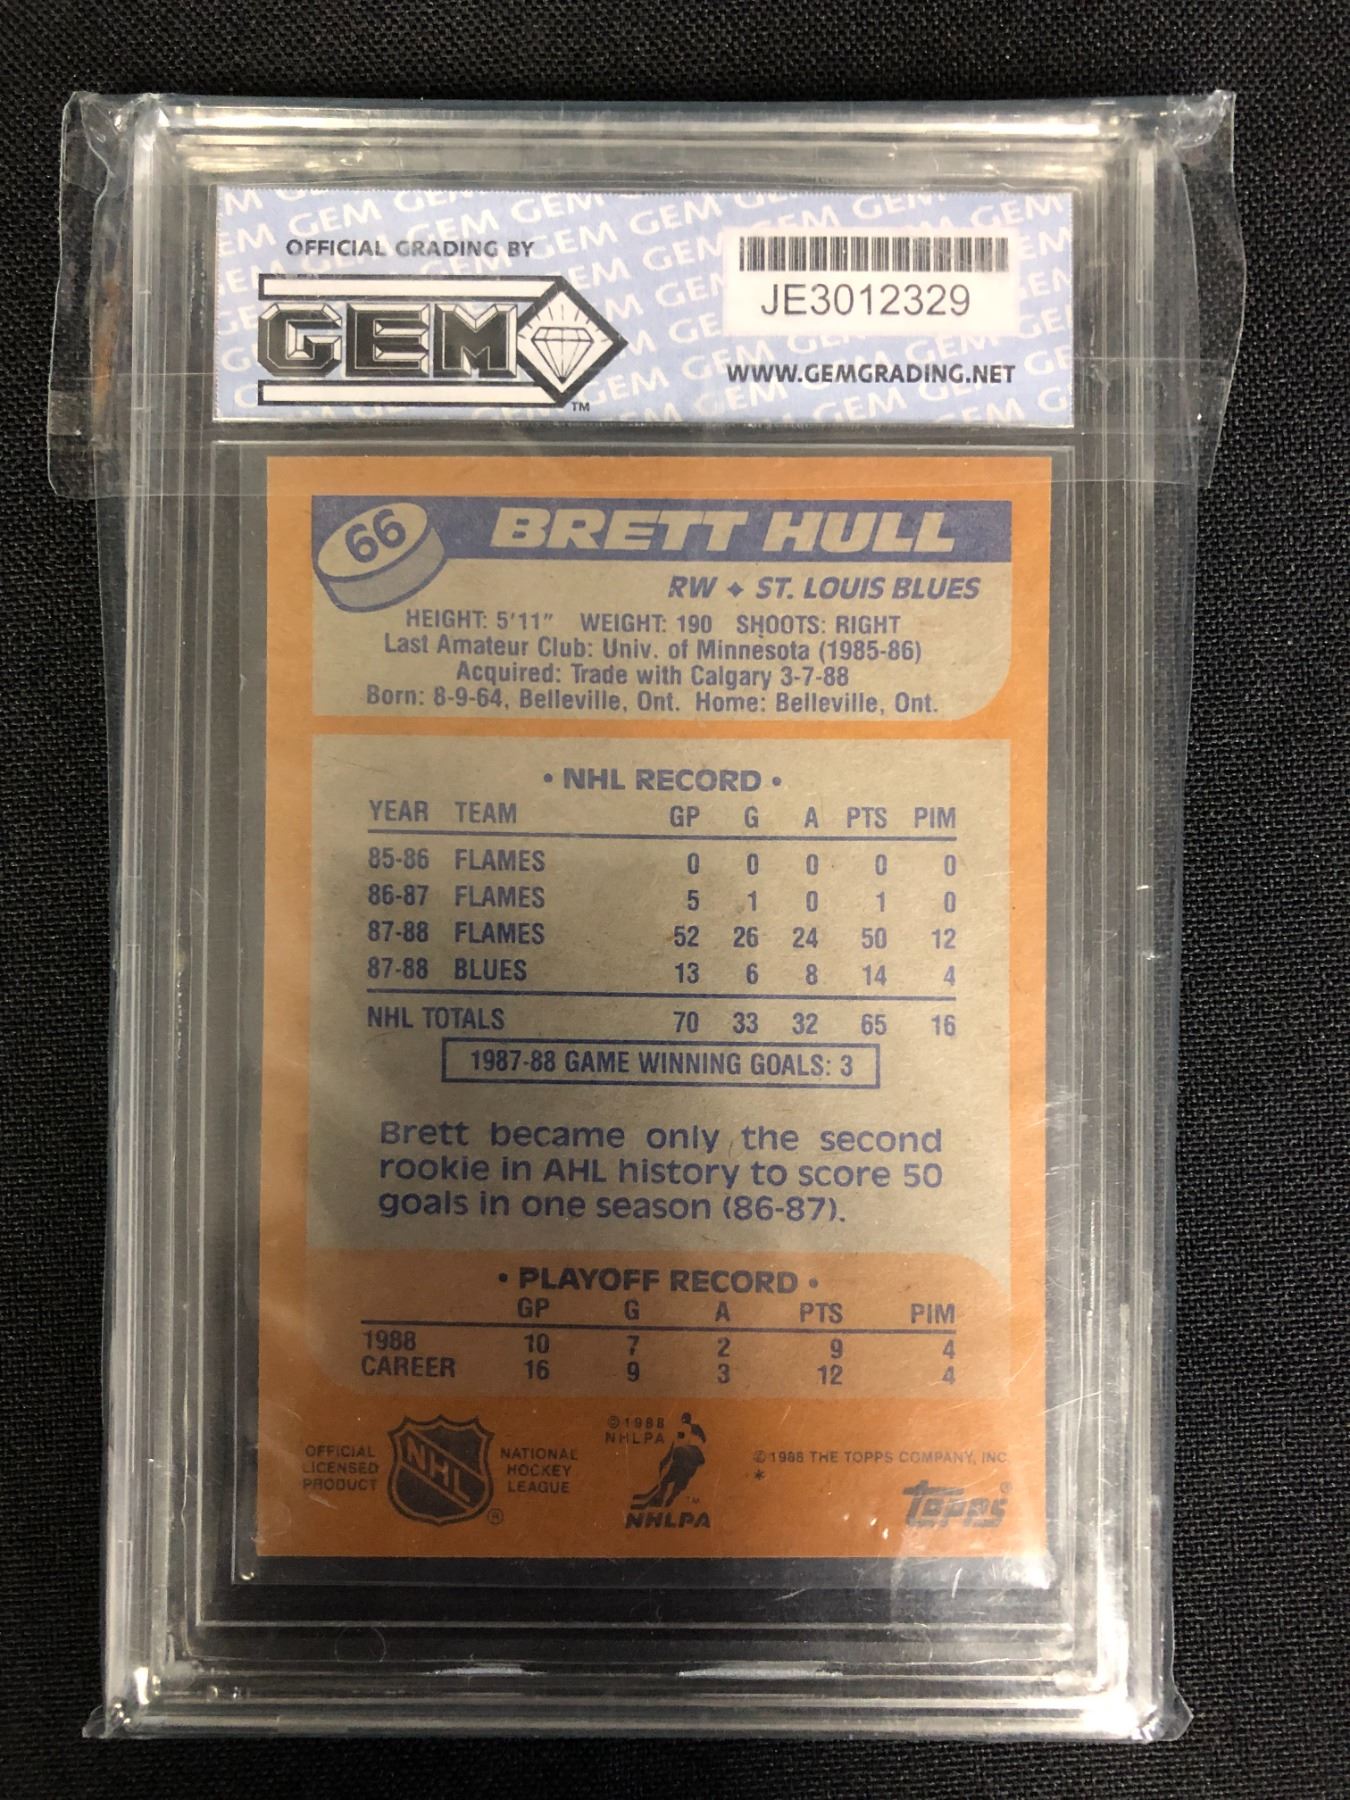 OFFICIAL GRADING BY
GEM
™
JE3012329
WWW.GEMGRADING.NET
66
BRETT HULL
RW ✦ ST. LOUIS BLUES
HEIGHT: 5'11" WEIGHT: 190 SHOOTS: RIGHT
Last Amateur Club: Univ. of Minnesota (1985-86)
Acquired: Trade with Calgary 3-7-88
Born: 8-9-64, Belleville, Ont. Home: Belleville, Ont.
• NHL RECORD •
YEAR TEAM GP G A PTS PIM
85-86 FLAMES 0 0 0 0 0
86-87 FLAMES 5 1 0 1 0
87-88 FLAMES 52 26 24 50 12
87-88 BLUES 13 6 8 14 4
NHL TOTALS 70 33 32 65 16
1987-88 GAME WINNING GOALS: 3
Brett became only the second
rookie in AHL history to score 50
goals in one season (86-87).
• PLAYOFF RECORD •
GP G A PTS PIM
1988 10 7 2 9 4
CAREER 16 9 3 12 4
OFFICIAL
LICENSED
PRODUCT
NHL
®
NATIONAL
HOCKEY
LEAGUE
© 1988
NHLPA
™
NHLPA
© 1988 THE TOPPS COMPANY, INC.
*
topps®